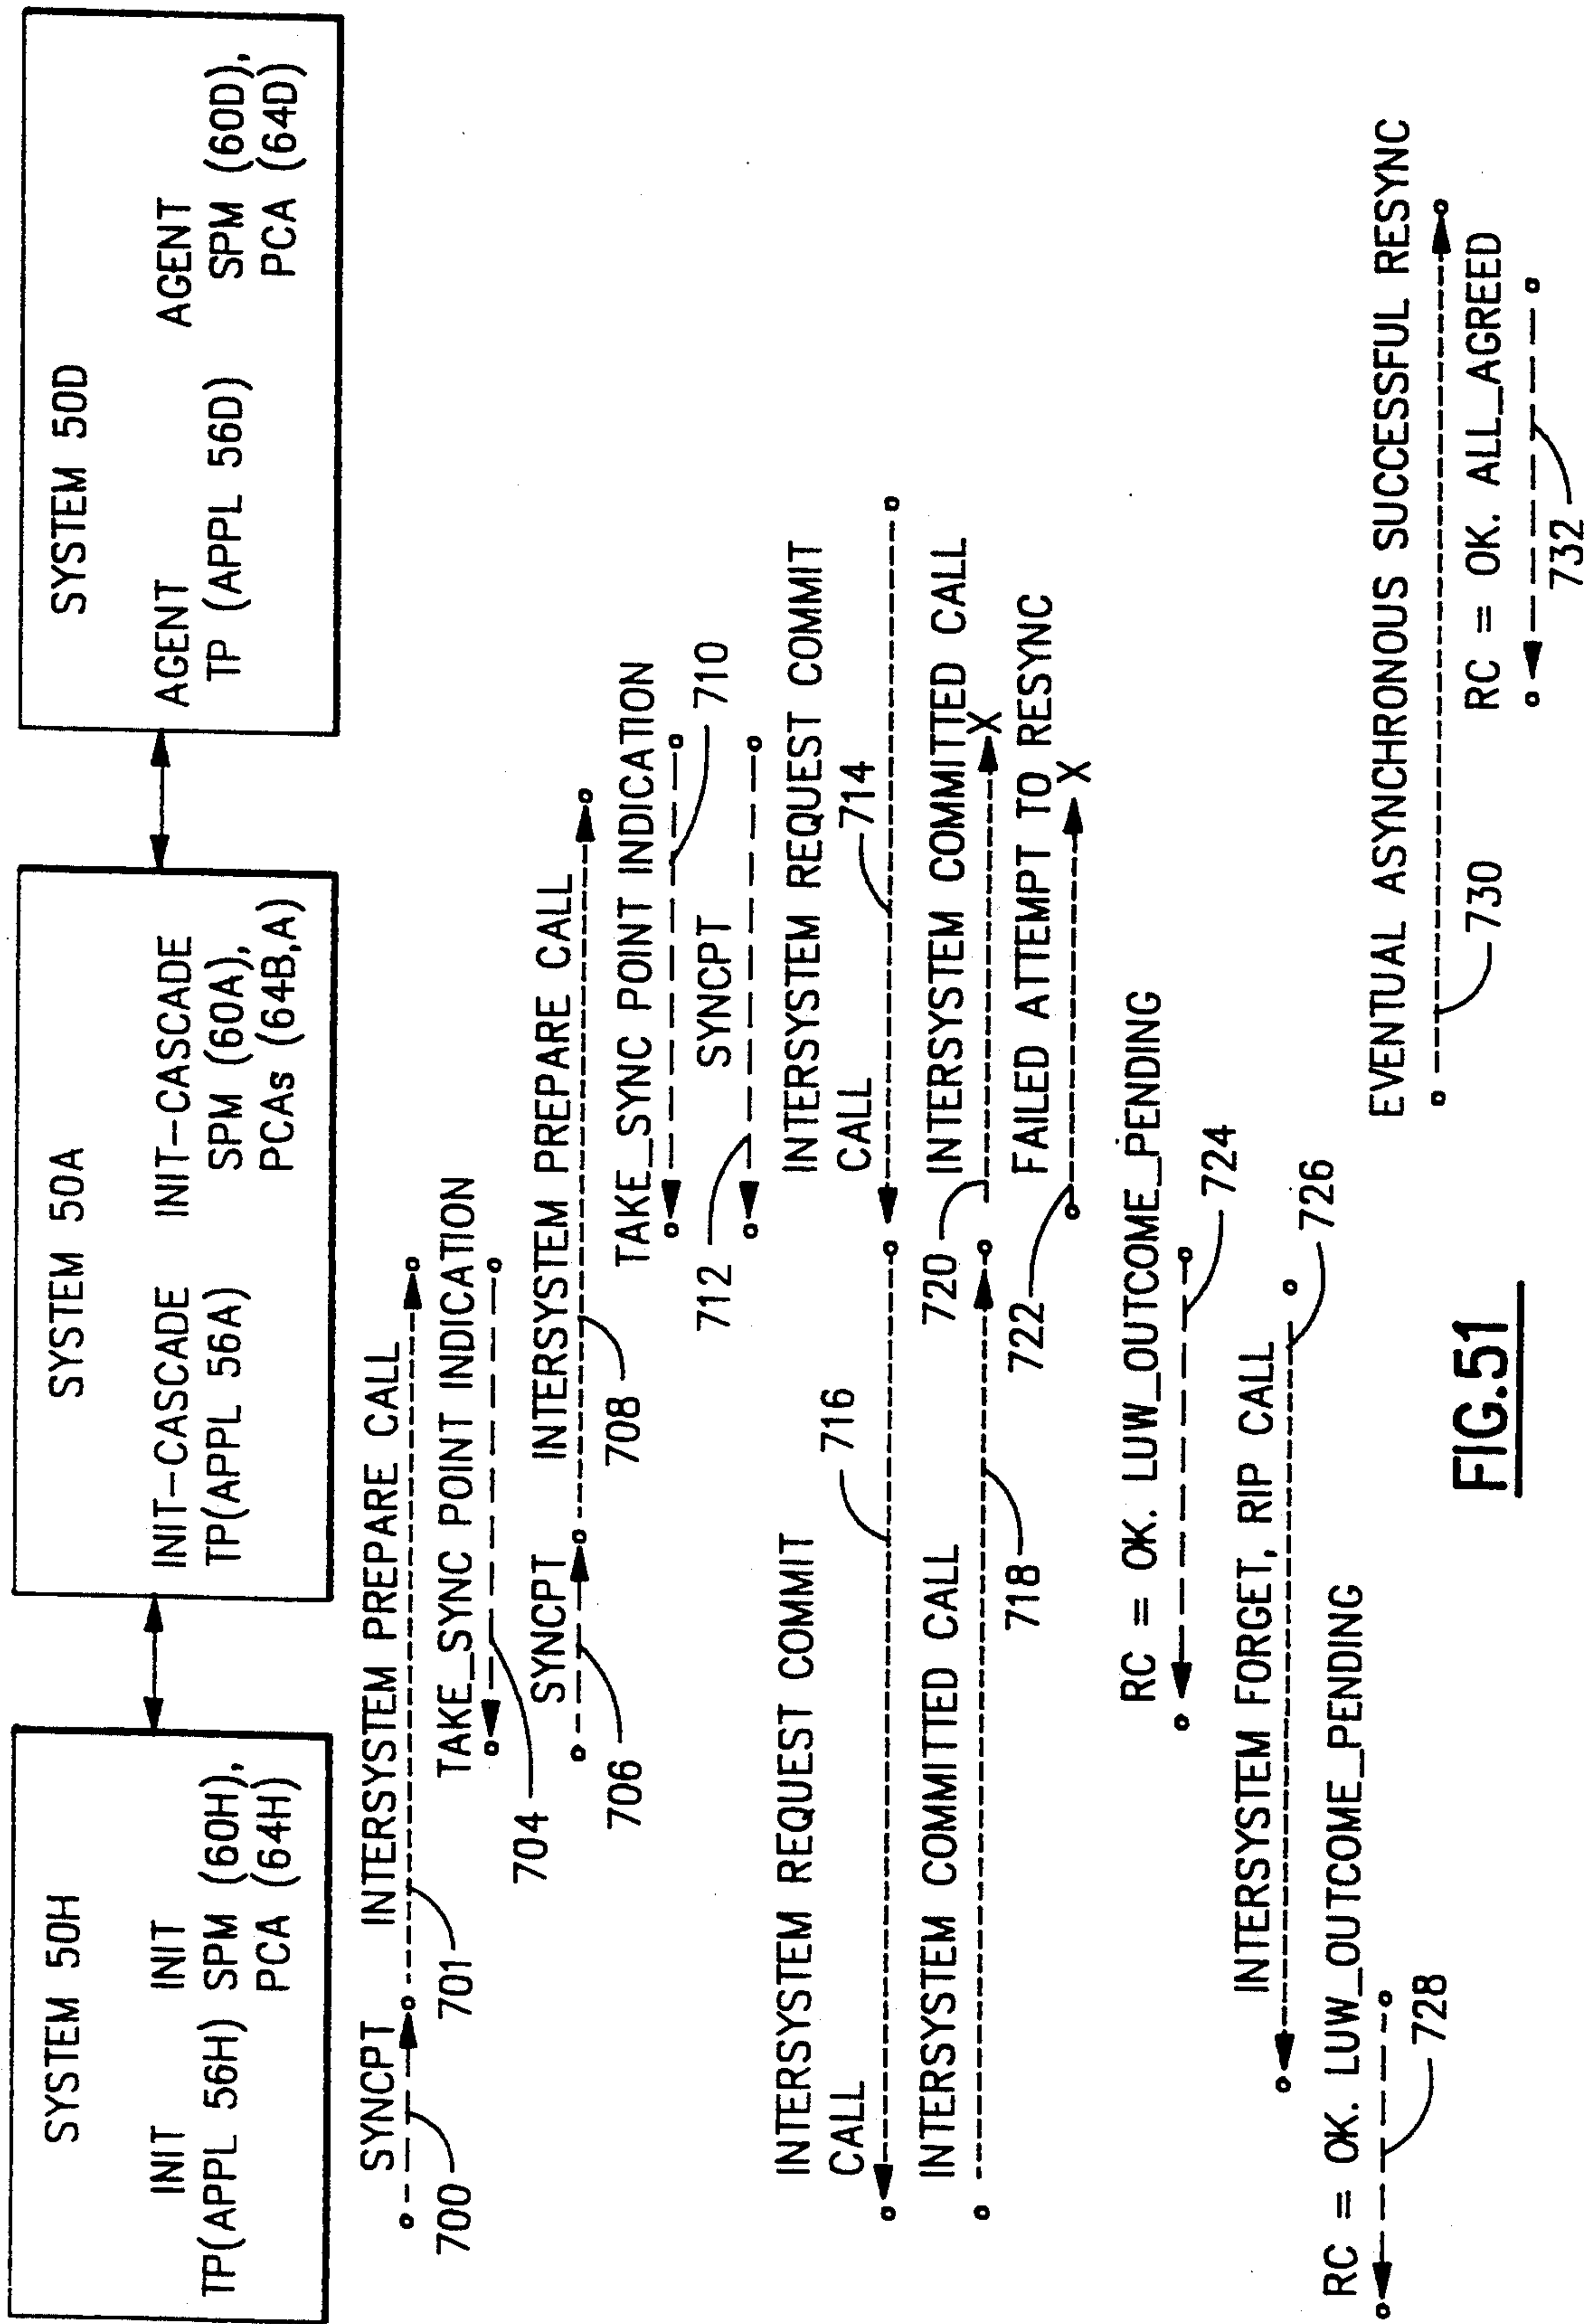 SYSTEM 50H
INIT INIT
TP(APPL 56H) SPM (60H),
PCA (64H)
SYSTEM 50A
INIT-CASCADE INIT-CASCADE
TP(APPL 56A) SPM (60A),
PCAs (64B,A)
SYSTEM 50D
AGENT AGENT
TP (APPL 56D) SPM (60D),
PCA (64D)
SYNCPT INTERSYSTEM PREPARE CALL
700 701
TAKE_SYNC POINT INDICATION
704
SYNCPT INTERSYSTEM PREPARE CALL
706 708
TAKE_SYNC POINT INDICATION
710
SYNCPT
712
INTERSYSTEM REQUEST COMMIT
CALL 714
INTERSYSTEM REQUEST COMMIT
CALL 716
INTERSYSTEM COMMITTED CALL
718
INTERSYSTEM COMMITTED CALL
720 X
FAILED ATTEMPT TO RESYNC
722 X
RC = OK. LUW_OUTCOME_PENDING
724
INTERSYSTEM FORGET, RIP CALL
726
RC = OK. LUW_OUTCOME_PENDING
728
EVENTUAL ASYNCHRONOUS SUCCESSFUL RESYNC
730
RC = OK. ALL_AGREED
732
FIG.51